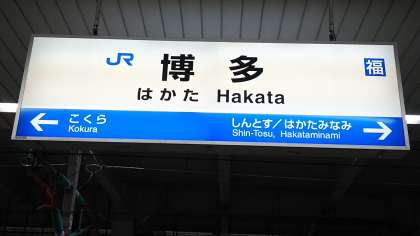 JR 博多 福
はかた Hakata
← こくら しんとす／はかたみなみ →
Kokura Shin-Tosu, Hakataminami